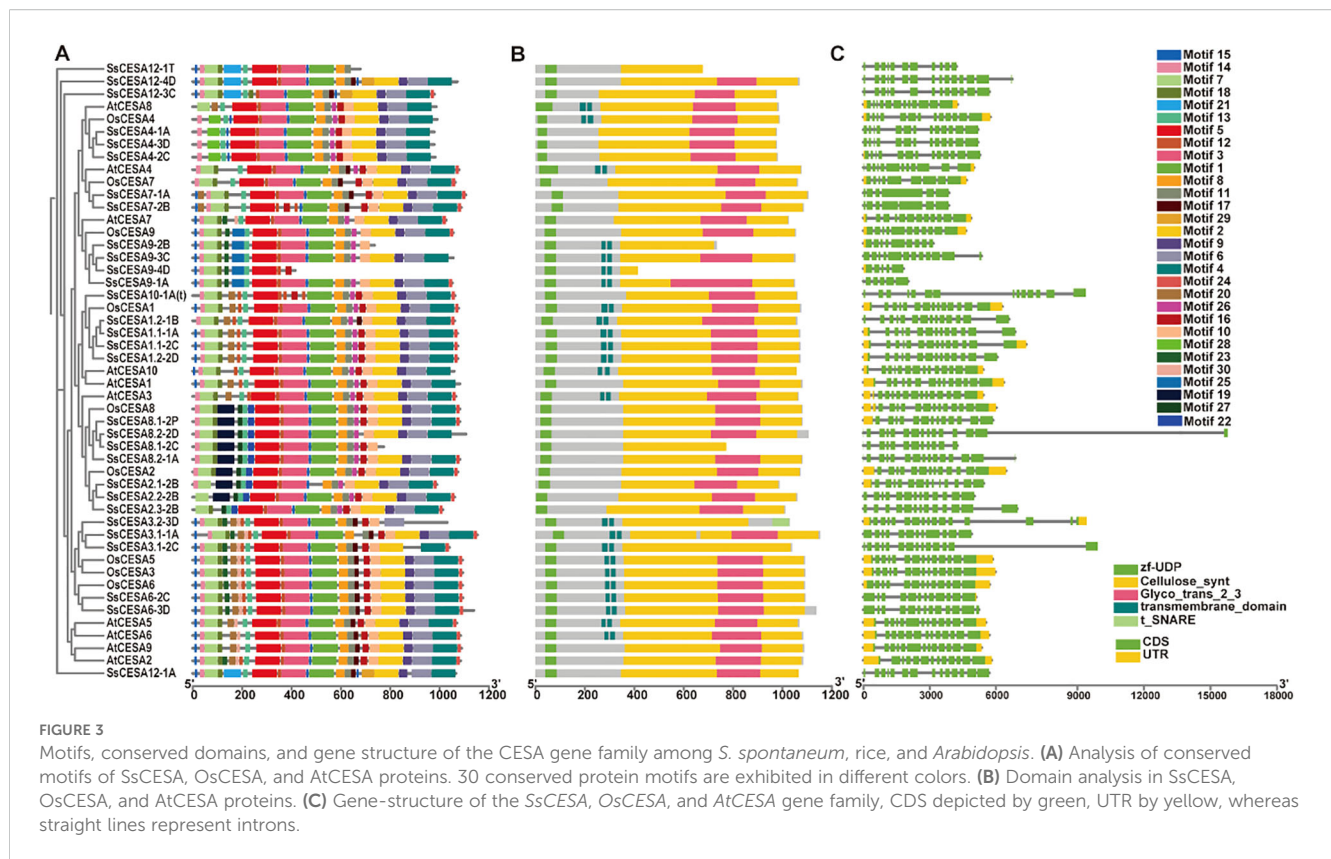 A
B
C
SsCESA12-1T
SsCESA12-4D
SsCESA12-3C
AtCESA8
OsCESA4
SsCESA4-1A
SsCESA4-3D
SsCESA4-2C
AtCESA4
OsCESA7
SsCESA7-1A
SsCESA7-2B
AtCESA7
OsCESA9
SsCESA9-2B
SsCESA9-3C
SsCESA9-4D
SsCESA9-1A
SsCESA10-1A(t)
OsCESA1
SsCESA1.2-1B
SsCESA1.1-1A
SsCESA1.1-2C
SsCESA1.2-2D
AtCESA10
AtCESA1
AtCESA3
OsCESA8
SsCESA8.1-2P
SsCESA8.2-2D
SsCESA8.1-2C
SsCESA8.2-1A
OsCESA2
SsCESA2.1-2B
SsCESA2.2-2B
SsCESA2.3-2B
SsCESA3.2-3D
SsCESA3.1-1A
SsCESA3.1-2C
OsCESA5
OsCESA3
OsCESA6
SsCESA6-2C
SsCESA6-3D
AtCESA5
AtCESA6
AtCESA9
AtCESA2
SsCESA12-1A
5' 3'
0 200 400 600 800 1000 1200
5' 3'
0 200 400 600 800 1000 1200
5' 3'
0 3000 6000 9000 12000 15000 18000
Motif 15
Motif 14
Motif 7
Motif 18
Motif 21
Motif 13
Motif 5
Motif 12
Motif 3
Motif 1
Motif 8
Motif 11
Motif 17
Motif 29
Motif 2
Motif 9
Motif 6
Motif 4
Motif 24
Motif 20
Motif 26
Motif 16
Motif 10
Motif 28
Motif 23
Motif 30
Motif 25
Motif 19
Motif 27
Motif 22
zf-UDP
Cellulose_synt
Glyco_trans_2_3
transmembrane_domain
t_SNARE
CDS
UTR
FIGURE 3
Motifs, conserved domains, and gene structure of the CESA gene family among S. spontaneum, rice, and Arabidopsis. (A) Analysis of conserved
motifs of SsCESA, OsCESA, and AtCESA proteins. 30 conserved protein motifs are exhibited in different colors. (B) Domain analysis in SsCESA,
OsCESA, and AtCESA proteins. (C) Gene-structure of the SsCESA, OsCESA, and AtCESA gene family, CDS depicted by green, UTR by yellow, whereas
straight lines represent introns.